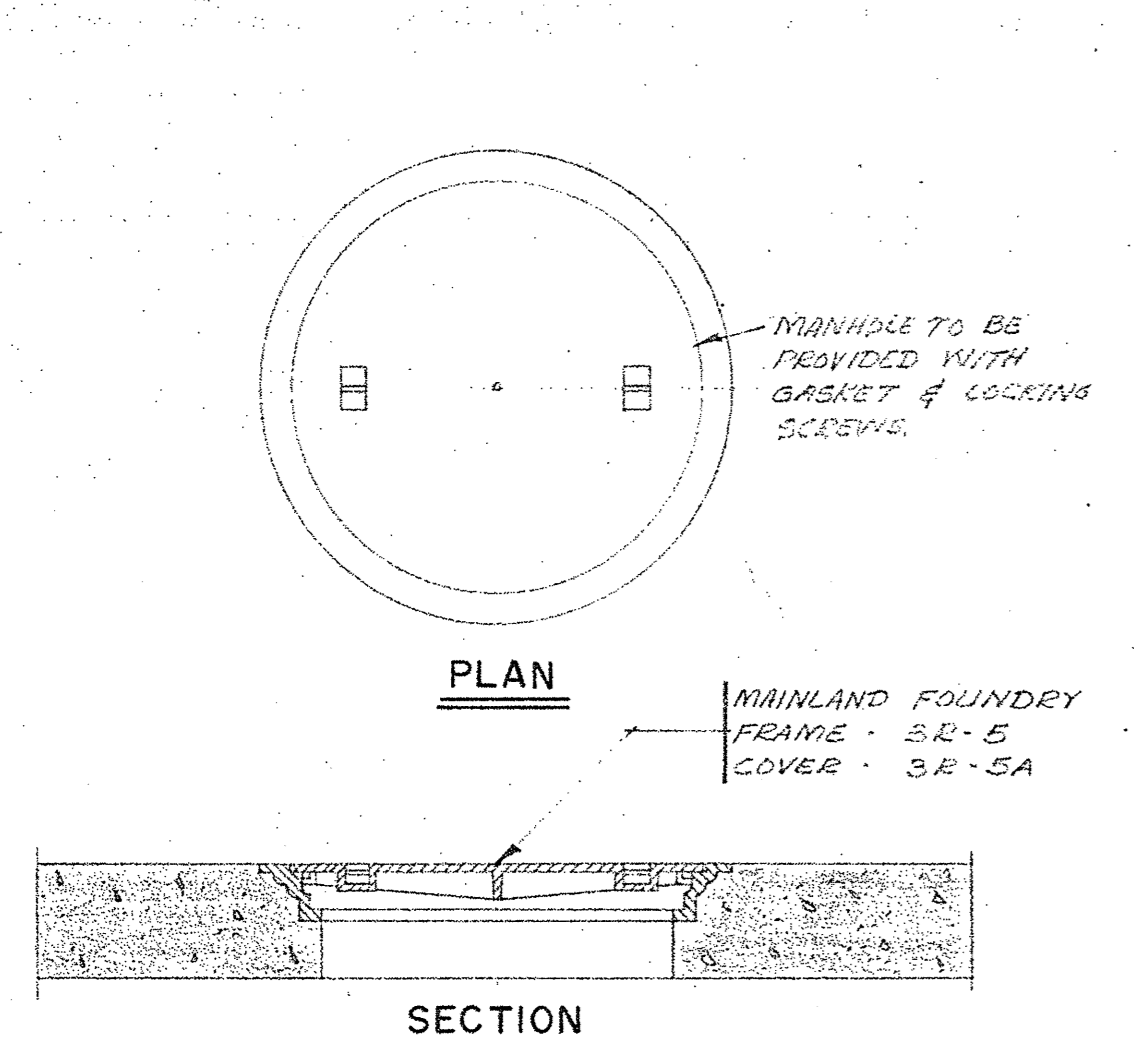 MANHOLE TO BE
PROVIDED WITH
GASKET & LOCKING
SCREWS.
PLAN
MAINLAND FOUNDRY
FRAME · 3R-5
COVER · 3R-5A
SECTION